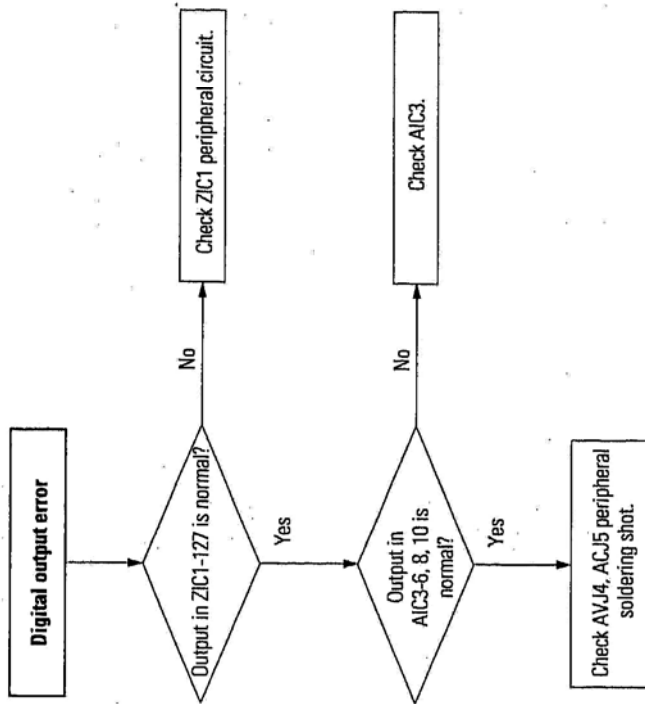 Digital output error
Output in ZIC1-127 is normal?
No
Check ZIC1 peripheral circuit.
Yes
Output in
AIC3-6, 8, 10 is
normal?
No
Check AIC3.
Yes
Check AVJ4, ACJ5 peripheral
soldering shot.